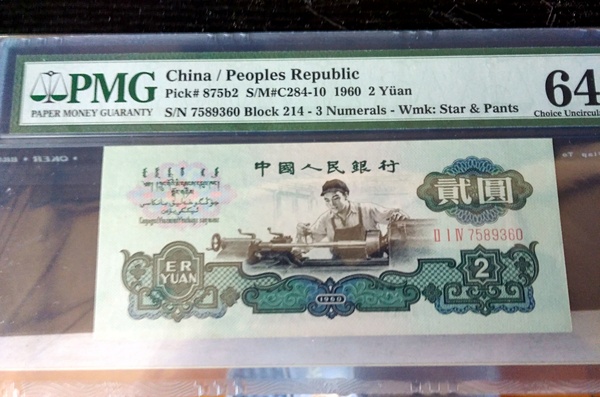 PMG
PAPER MONEY GUARANTY
China / Peoples Republic
Pick# 875b2 S/M#C284-10 1960 2 Yüan
S/N 7589360 Block 214 - 3 Numerals - Wmk: Star & Pants
64
Choice Uncircul
中國人民銀行
貳圓
II I IV 7589360
ER
YUAN
1960
2